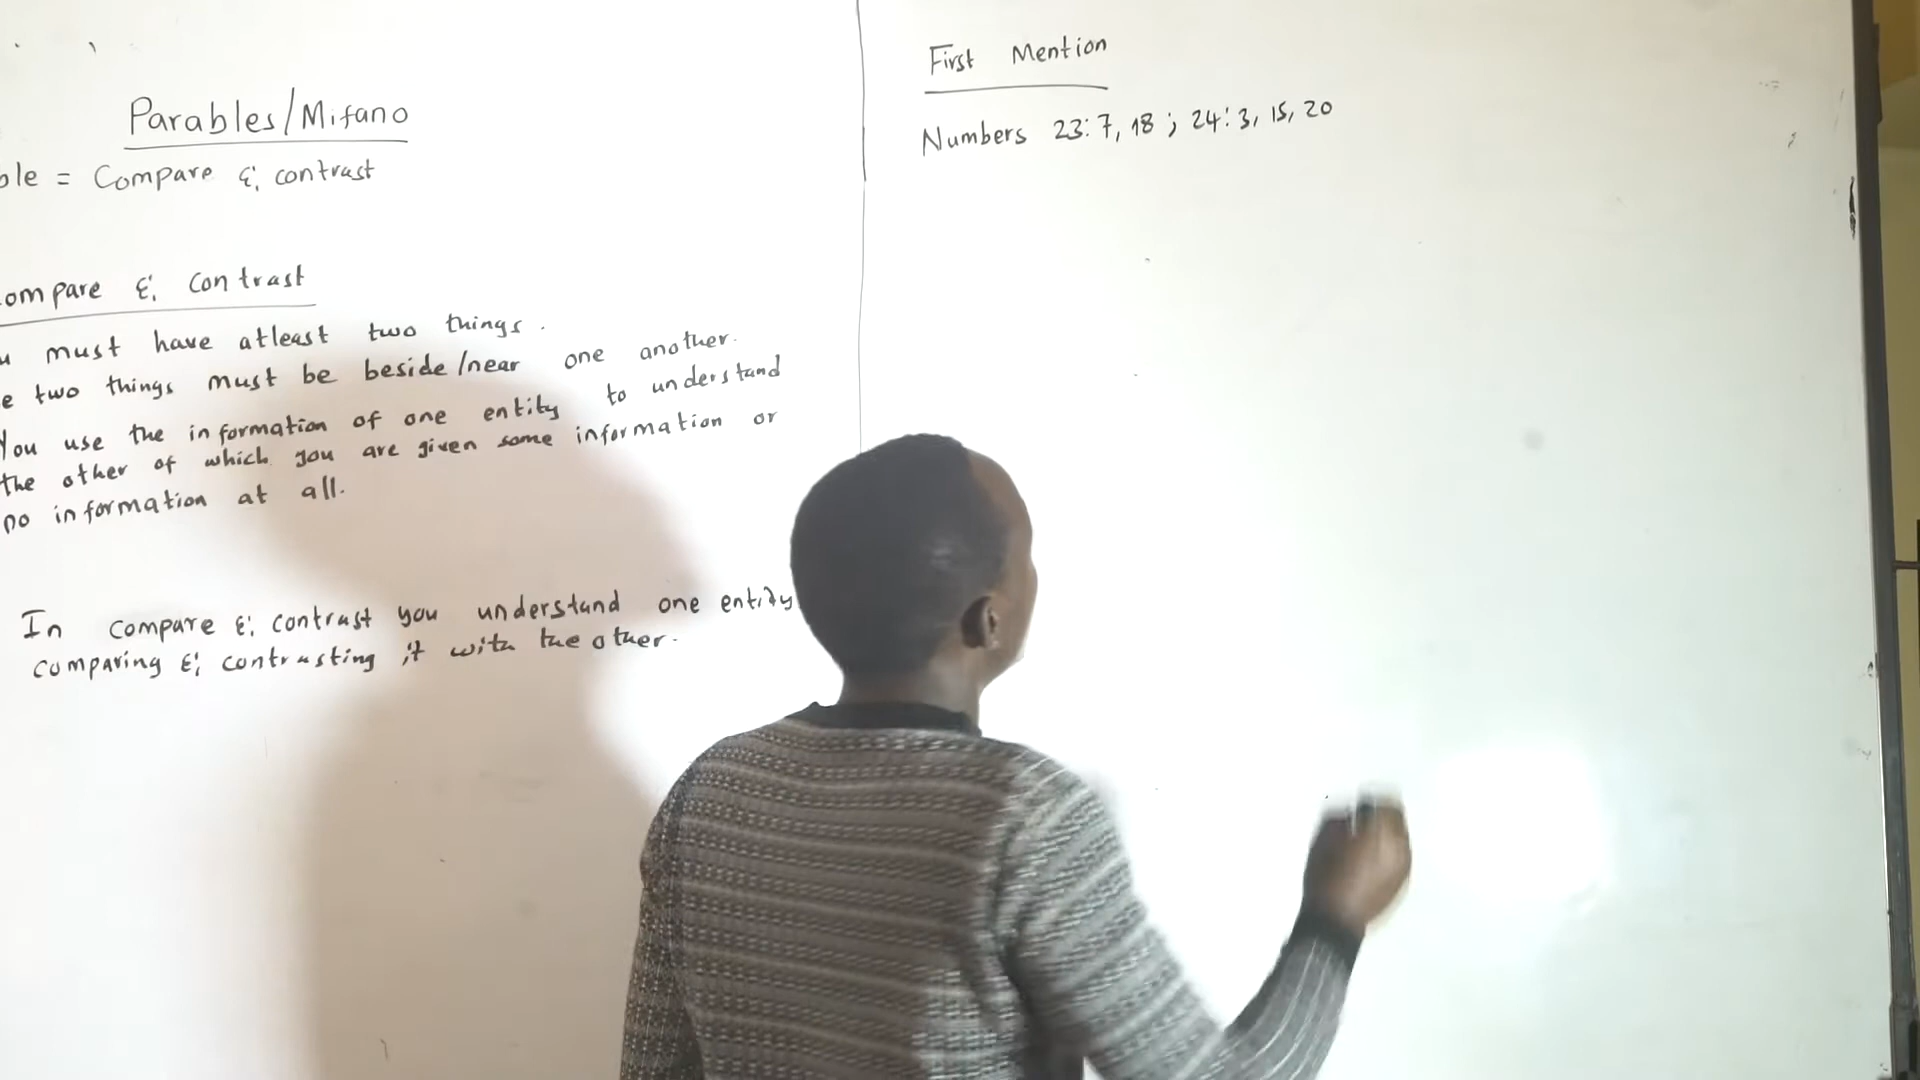 Parables/Mifano
ble = Compare & contrast
ompare & contrast
u must have atleast two things.
e two things must be beside/near one another.
You use the information of one entity to understand
the other of which you are given some information or
no information at all.
In compare & contrast you understand one entity
comparing & contrasting it with the other.
First Mention
Numbers 23:7, 18 ; 24:3, 15, 20